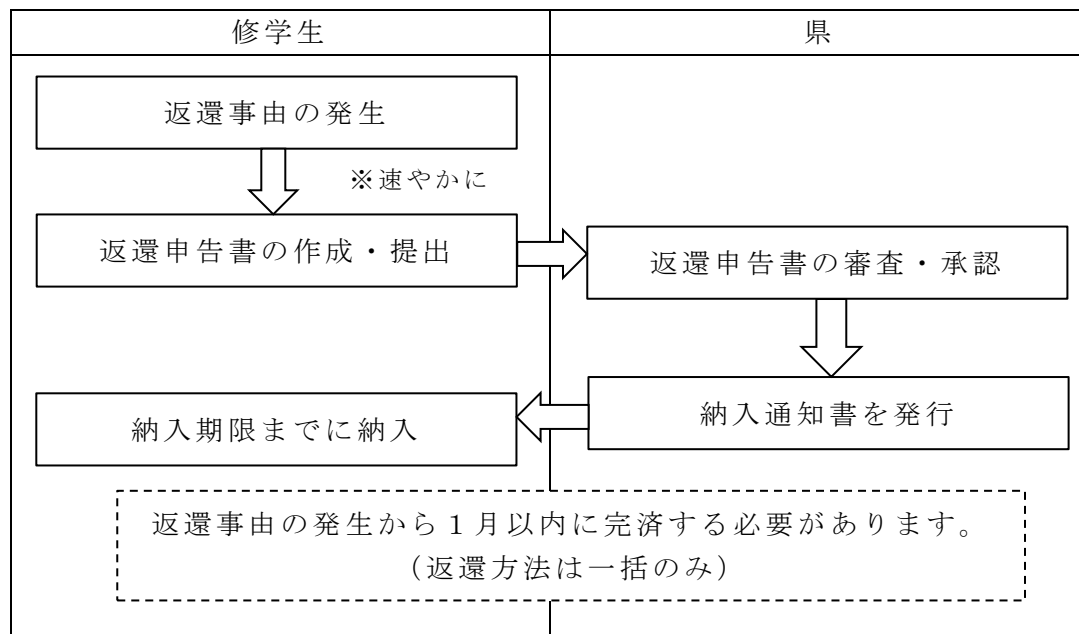 修学生
県
返還事由の発生
※速やかに
返還申告書の作成・提出
返還申告書の審査・承認
納入通知書を発行
納入期限までに納入
返還事由の発生から１月以内に完済する必要があります。
（返還方法は一括のみ）